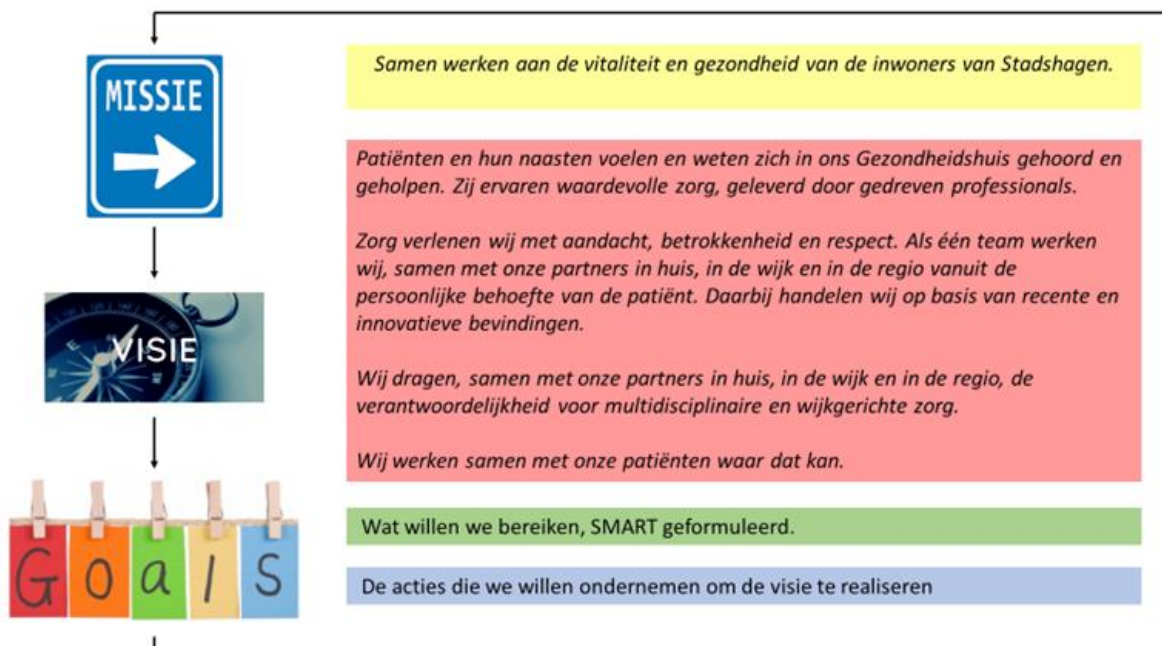 MISSIE
Samen werken aan de vitaliteit en gezondheid van de inwoners van Stadshagen.
Patiënten en hun naasten voelen en weten zich in ons Gezondheidshuis gehoord en
geholpen. Zij ervaren waardevolle zorg, geleverd door gedreven professionals.
Zorg verlenen wij met aandacht, betrokkenheid en respect. Als één team werken
wij, samen met onze partners in huis, in de wijk en in de regio vanuit de
persoonlijke behoefte van de patiënt. Daarbij handelen wij op basis van recente en
innovatieve bevindingen.
Wij dragen, samen met onze partners in huis, in de wijk en in de regio, de
verantwoordelijkheid voor multidisciplinaire en wijkgerichte zorg.
Wij werken samen met onze patiënten waar dat kan.
VISIE
Goals
Wat willen we bereiken, SMART geformuleerd.
De acties die we willen ondernemen om de visie te realiseren